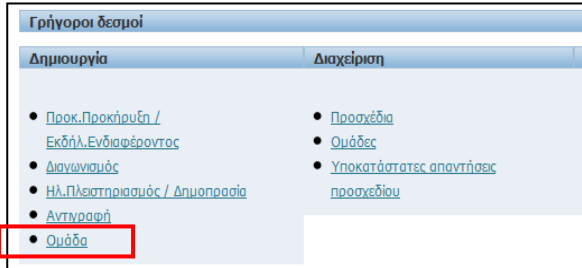 Γρήγοροι δεσμοί
Δημιουργία
Προκ.Προκήρυξη /
Εκδήλ.Ενδιαφέροντος
Διαγωνισμός
Ηλ.Πλειστηριασμός / Δημοπρασία
Αντιγραφή
Ομάδα
Διαχείριση
Προσχέδια
Ομάδες
Υποκατάστατες απαντήσεις
προσχεδίου